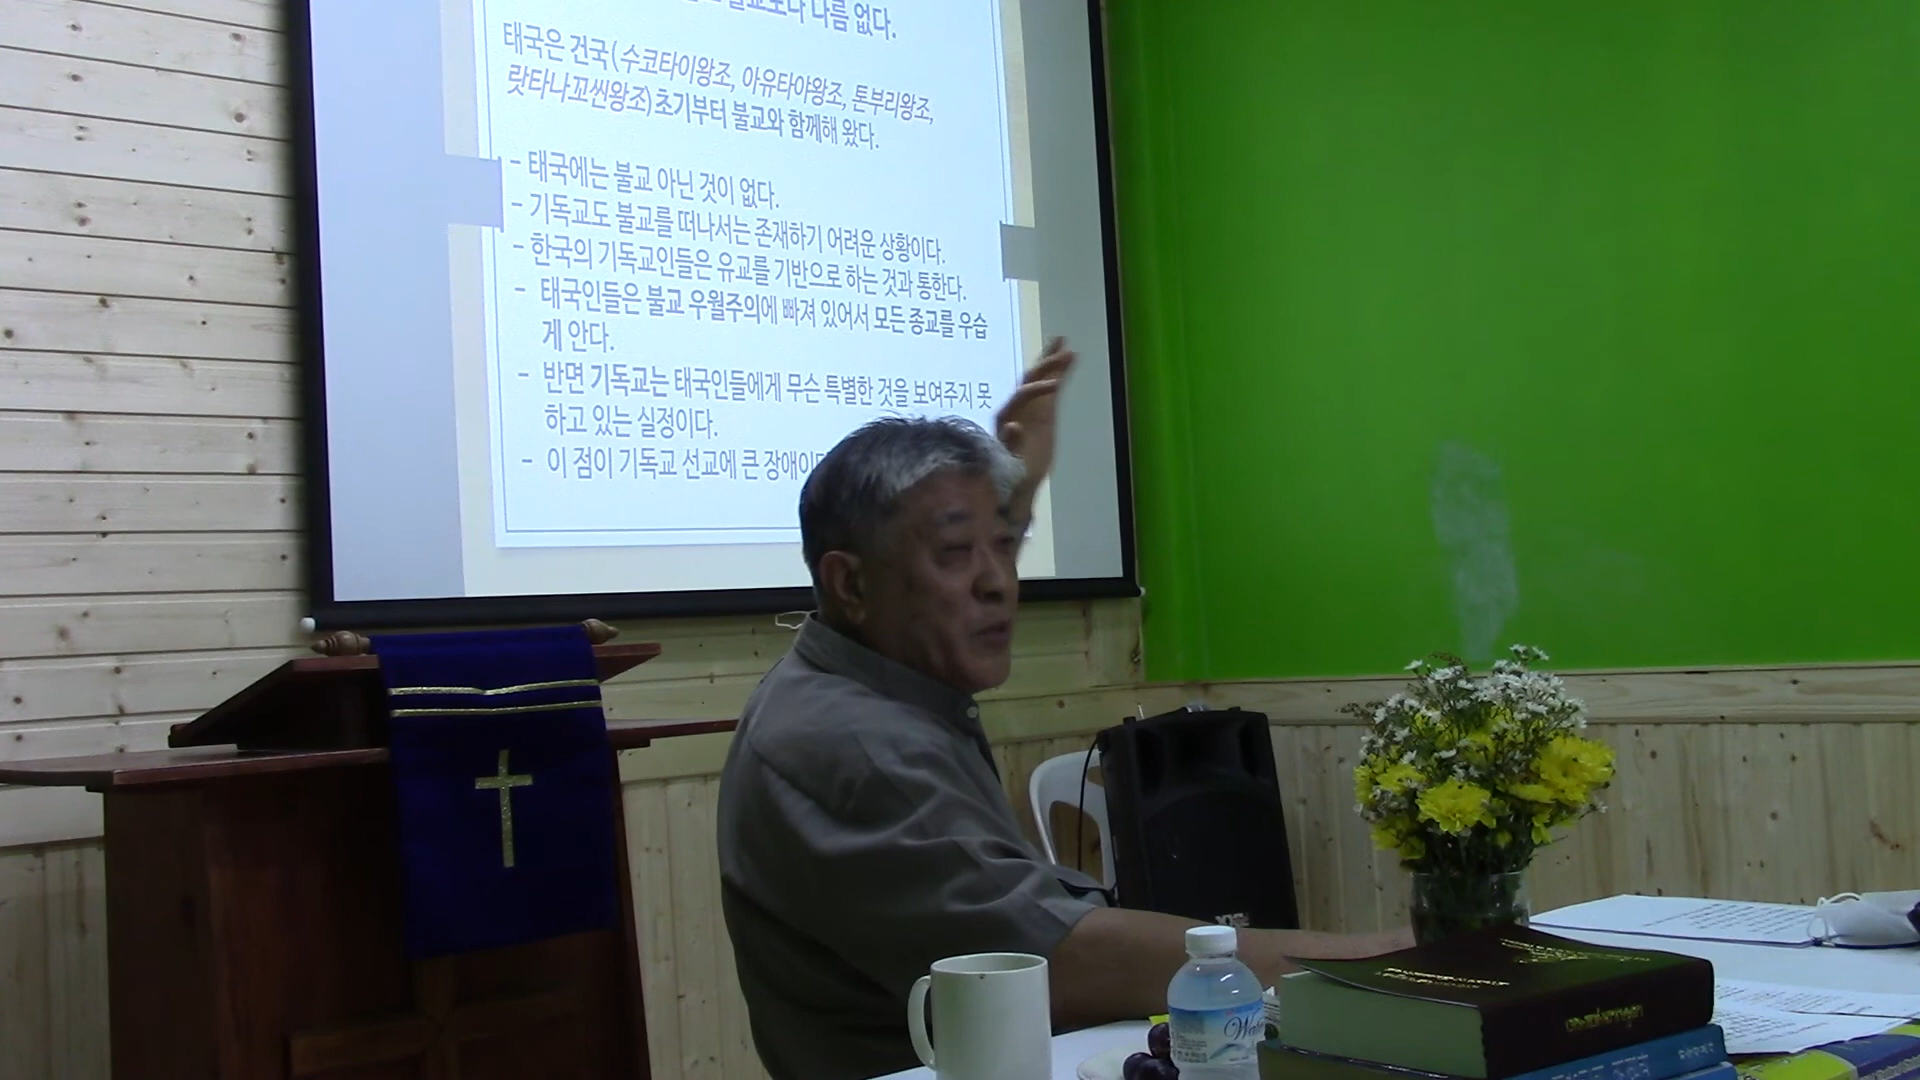 다름 없다.
태국은 건국(수코타이왕조, 아유타야왕조, 톤부리왕조,
랏타나꼬씬왕조)초기부터 불교와 함께해 왔다.
- 태국에는 불교 아닌 것이 없다.
- 기독교도 불교를 떠나서는 존재하기 어려운 상황이다.
- 한국의 기독교인들은 유교를 기반으로 하는 것과 통한다.
- 태국인들은 불교 우월주의에 빠져 있어서 모든 종교를 우습
게 안다.
- 반면 기독교는 태국인들에게 무슨 특별한 것을 보여주지 못
하고 있는 실정이다.
- 이 점이 기독교 선교에 큰 장애이